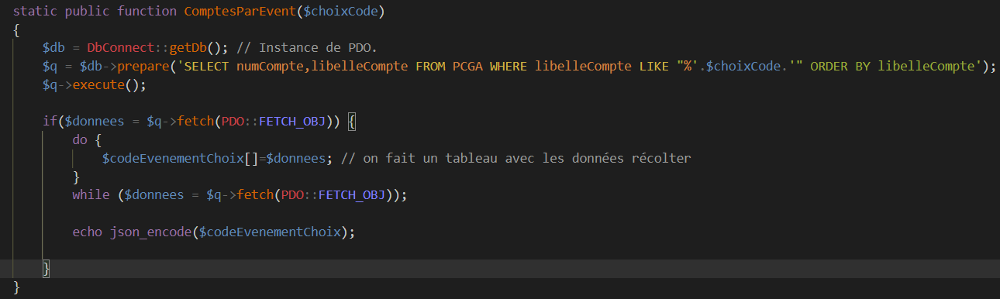 static public function ComptesParEvent($choixCode)
{
$db = DbConnect::getDb(); // Instance de PDO.
$q = $db->prepare('SELECT numCompte,libelleCompte FROM PCGA WHERE libelleCompte LIKE "%'.$choixCode.'" ORDER BY libelleCompte');
$q->execute();
if($donnees = $q->fetch(PDO::FETCH_OBJ)) {
do {
$codeEvenementChoix[]=$donnees; // on fait un tableau avec les données récolter
}
while ($donnees = $q->fetch(PDO::FETCH_OBJ));
echo json_encode($codeEvenementChoix);
}
}